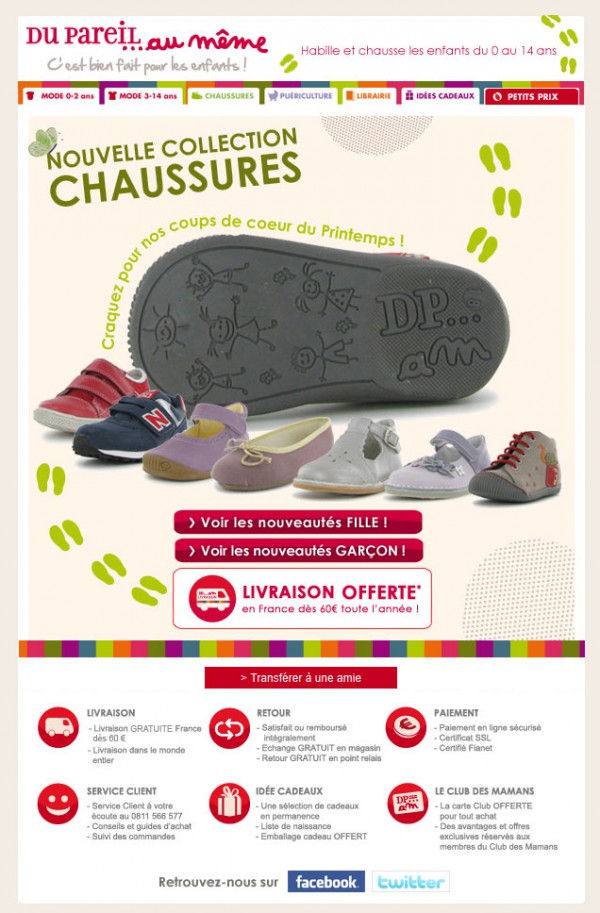 DU PAREIL ...au même
C'est bien fait pour les enfants !
Habille et chausse les enfants du 0 au 14 ans
MODE 0-2 ans
MODE 3-14 ans
CHAUSSURES
PUÉRICULTURE
LIBRAIRIE
IDÉES CADEAUX
PETITS PRIX
NOUVELLE COLLECTION
CHAUSSURES
Craquez pour nos coups de coeur du Printemps !
DP...
am
N
❯ Voir les nouveautés FILLE !
❯ Voir les nouveautés GARÇON !
LIVRAISON
LIVRAISON OFFERTE*
en France dès 60€ toute l'année !
> Transférer à une amie
LIVRAISON
- Livraison GRATUITE France
dès 60 €
- Livraison dans le monde
entier
RETOUR
- Satisfait ou remboursé
intégralement
- Echange GRATUIT en magasin
- Retour GRATUIT en point relais
PAIEMENT
- Paiement en ligne sécurisé
- Certificat SSL
- Certifié Fianet
SERVICE CLIENT
- Service Client à votre
écoute au 0811 566 577
- Conseils et guides d'achat
- Suivi des commandes
IDÉE CADEAUX
- Une sélection de cadeaux
en permanence
- Liste de naissance
- Emballage cadeau OFFERT
DP...
am
LE CLUB DES MAMANS
- La carte Club OFFERTE
pour tout achat
- Des avantages et offres
exclusives réservés aux
membres du Club des Mamans
Retrouvez-nous sur
facebook.
twitter